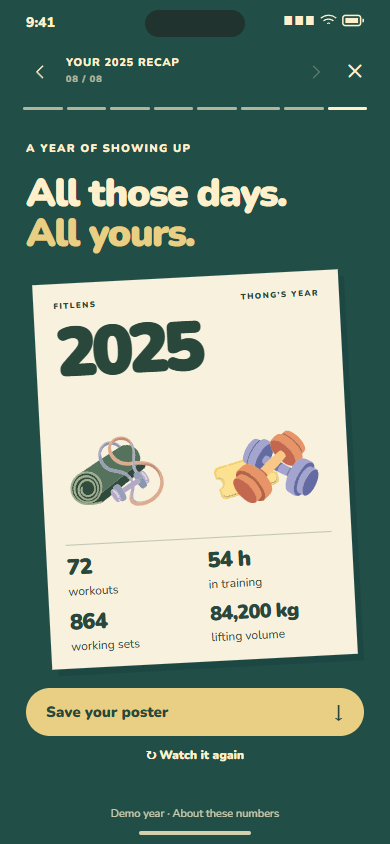 9:41
YOUR 2025 RECAP
08 / 08
A YEAR OF SHOWING UP
All those days.
All yours.
FITLENS
THONG'S YEAR
2025
72
workouts
54 h
in training
864
working sets
84,200 kg
lifting volume
Save your poster ↓
↻ Watch it again
Demo year · About these numbers